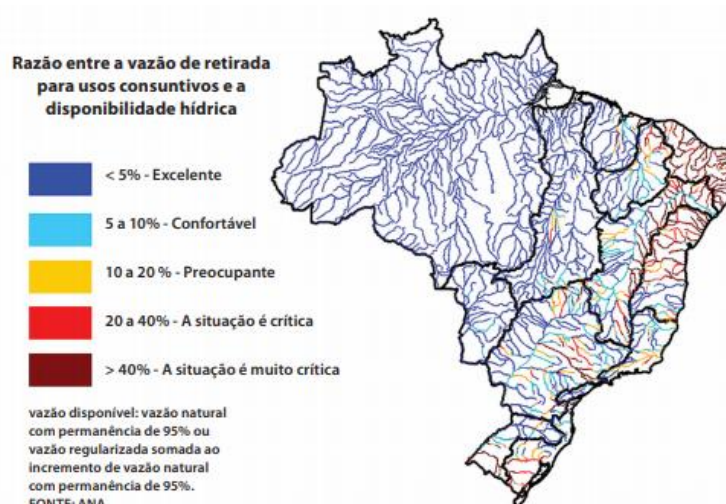 Razão entre a vazão de retirada
para usos consuntivos e a
disponibilidade hídrica
< 5% - Excelente
5 a 10% - Confortável
10 a 20 % - Preocupante
20 a 40% - A situação é crítica
> 40% - A situação é muito crítica
vazão disponível: vazão natural
com permanência de 95% ou
vazão regularizada somada ao
incremento de vazão natural
com permanência de 95%.
FONTE: ANA